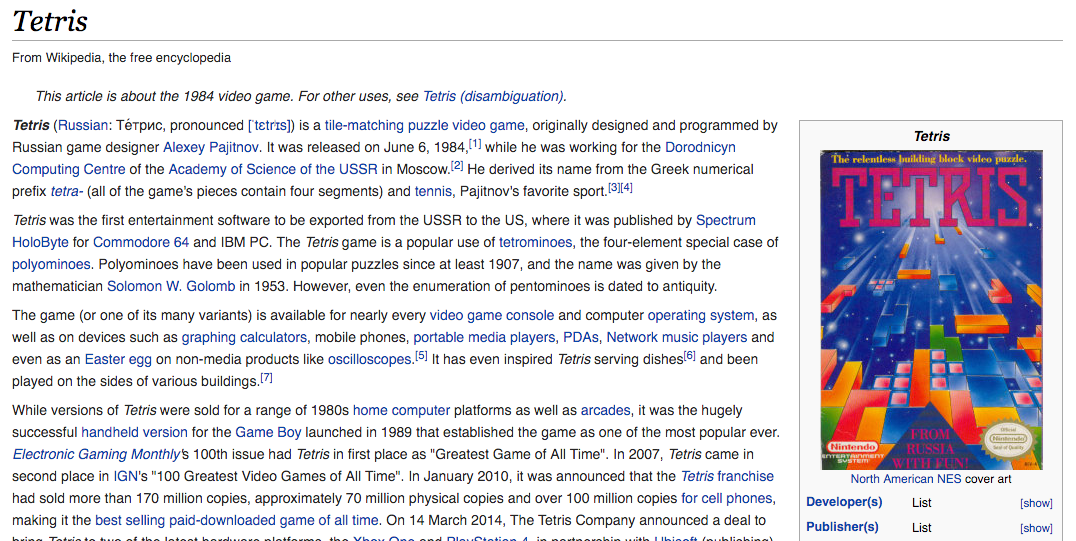 Tetris
From Wikipedia, the free encyclopedia
This article is about the 1984 video game. For other uses, see Tetris (disambiguation).
Tetris (Russian: Те́трис, pronounced [ˈtɛtrʲɪs]) is a tile-matching puzzle video game, originally designed and programmed by
Russian game designer Alexey Pajitnov. It was released on June 6, 1984,[1] while he was working for the Dorodnicyn
Computing Centre of the Academy of Science of the USSR in Moscow.[2] He derived its name from the Greek numerical
prefix tetra- (all of the game's pieces contain four segments) and tennis, Pajitnov's favorite sport.[3][4]
Tetris was the first entertainment software to be exported from the USSR to the US, where it was published by Spectrum
HoloByte for Commodore 64 and IBM PC. The Tetris game is a popular use of tetrominoes, the four-element special case of
polyominoes. Polyominoes have been used in popular puzzles since at least 1907, and the name was given by the
mathematician Solomon W. Golomb in 1953. However, even the enumeration of pentominoes is dated to antiquity.
The game (or one of its many variants) is available for nearly every video game console and computer operating system, as
well as on devices such as graphing calculators, mobile phones, portable media players, PDAs, Network music players and
even as an Easter egg on non-media products like oscilloscopes.[5] It has even inspired Tetris serving dishes[6] and been
played on the sides of various buildings.[7]
While versions of Tetris were sold for a range of 1980s home computer platforms as well as arcades, it was the hugely
successful handheld version for the Game Boy launched in 1989 that established the game as one of the most popular ever.
Electronic Gaming Monthly's 100th issue had Tetris in first place as "Greatest Game of All Time". In 2007, Tetris came in
second place in IGN's "100 Greatest Video Games of All Time". In January 2010, it was announced that the Tetris franchise
had sold more than 170 million copies, approximately 70 million physical copies and over 100 million copies for cell phones,
making it the best selling paid-downloaded game of all time. On 14 March 2014, The Tetris Company announced a deal to
bring Tetris to two of the latest hardware platforms, the Xbox One and PlayStation 4, in partnership with Ubisoft (publishing)
Tetris
The relentless building block video puzzle.
TETRIS
FROM
RUSSIA
WITH FUN!
Nintendo
ENTERTAINMENT
SYSTEM
Official
Nintendo
Seal of Quality
North American NES cover art
Developer(s) List [show]
Publisher(s) List [show]